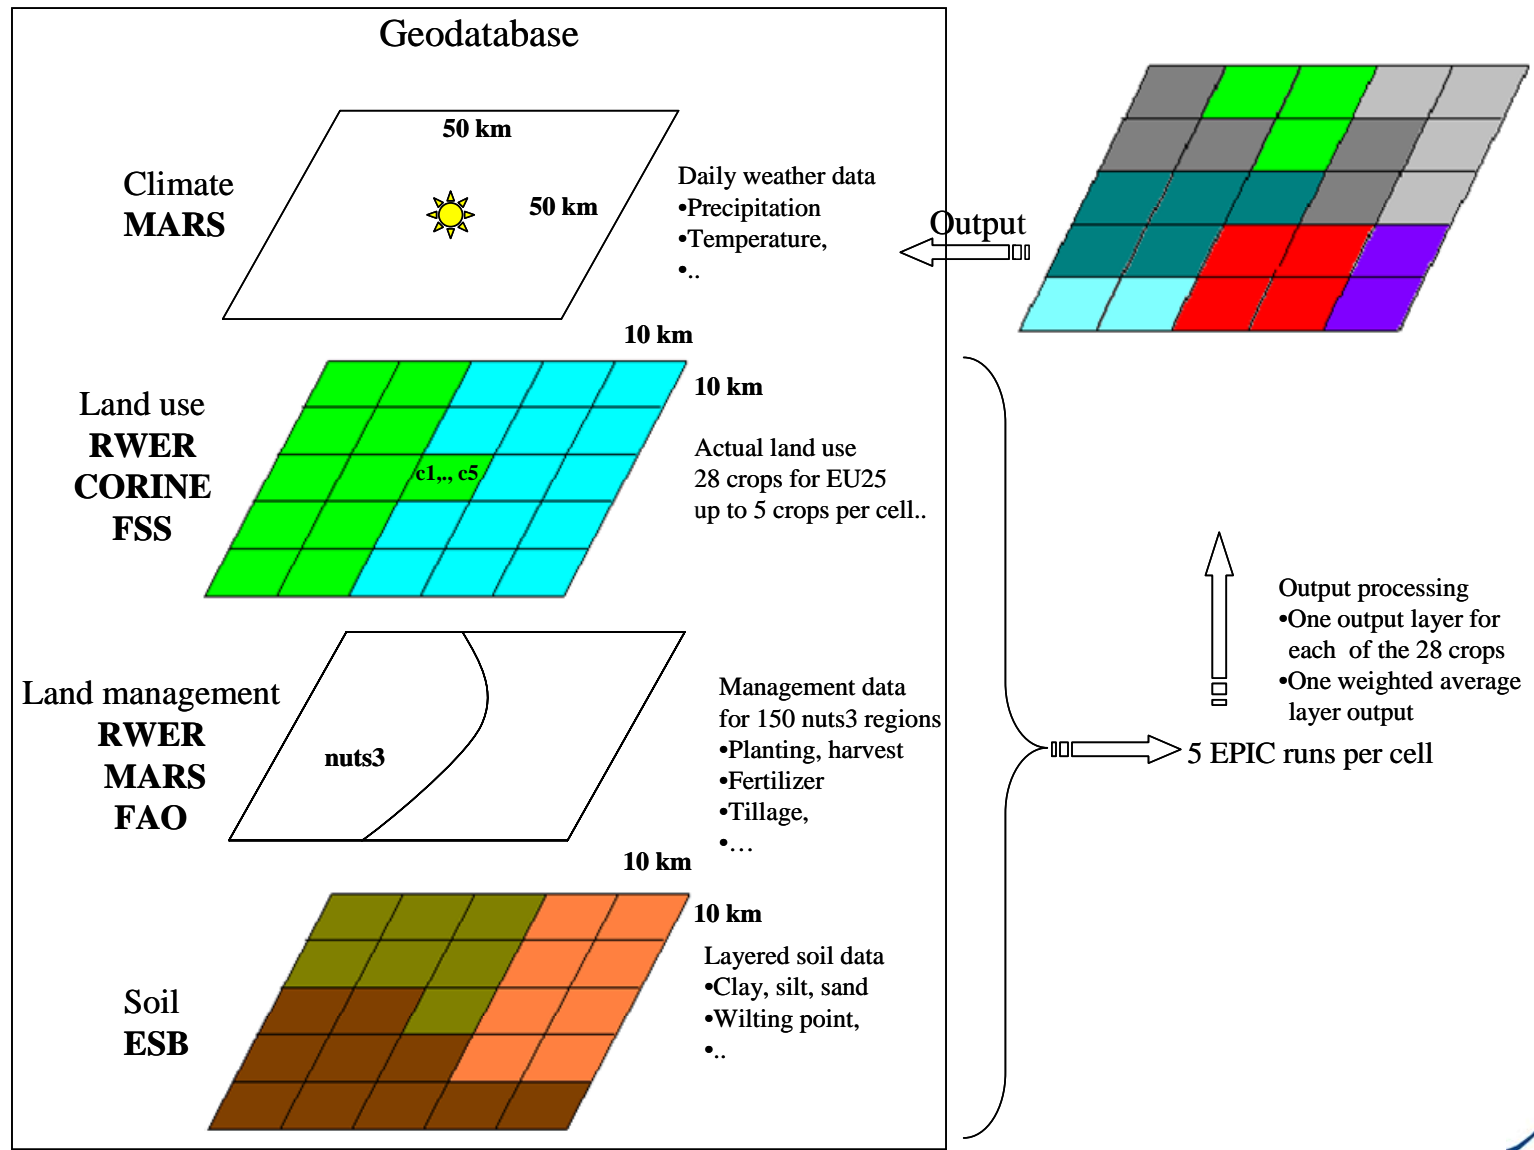 Geodatabase
Climate
MARS
50 km
50 km
Daily weather data
•Precipitation
•Temperature,
•..
Output
Land use
RWER
CORINE
FSS
10 km
10 km
c1,., c5
Actual land use
28 crops for EU25
up to 5 crops per cell..
Land management
RWER
MARS
FAO
nuts3
Management data
for 150 nuts3 regions
•Planting, harvest
•Fertilizer
•Tillage,
•…
Soil
ESB
10 km
10 km
Layered soil data
•Clay, silt, sand
•Wilting point,
•..
5 EPIC runs per cell
Output processing
•One output layer for
each of the 28 crops
•One weighted average
layer output